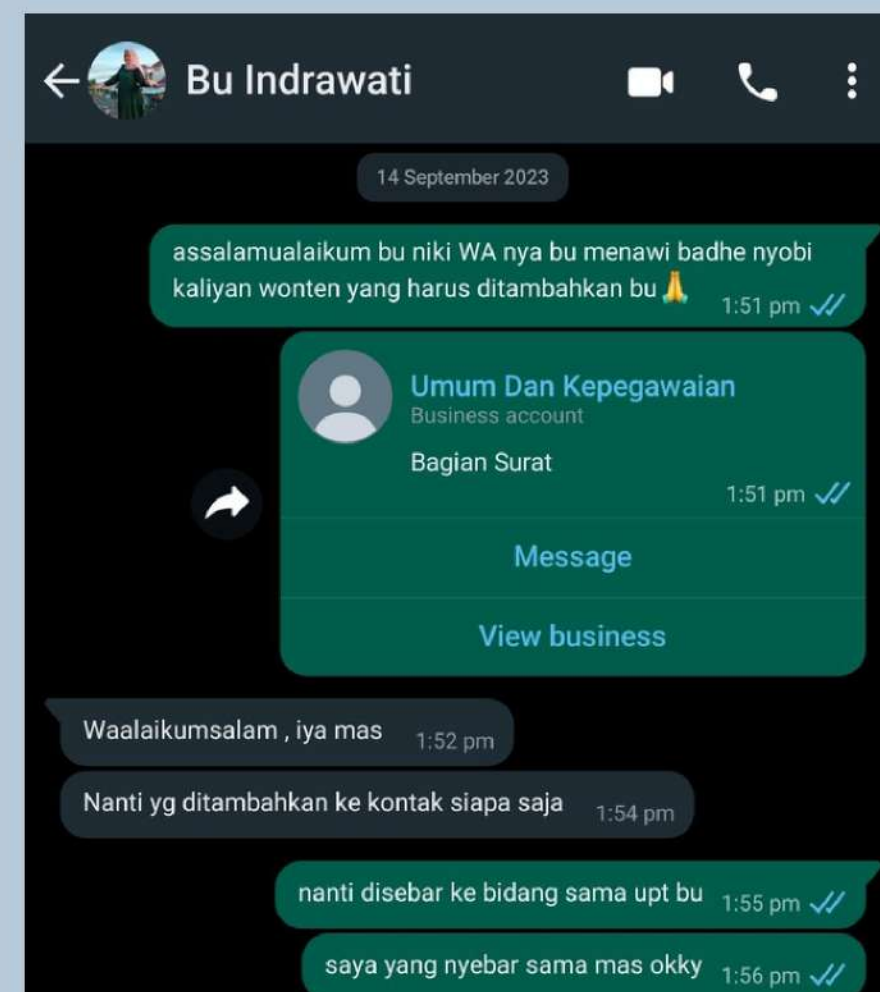 Bu Indrawati
14 September 2023
assalamualaikum bu niki WA nya bu menawi badhe nyobi
kaliyan wonten yang harus ditambahkan bu 🙏
1:51 pm
Umum Dan Kepegawaian
Business account
Bagian Surat
1:51 pm
Message
View business
Waalaikumsalam , iya mas 1:52 pm
Nanti yg ditambahkan ke kontak siapa saja 1:54 pm
nanti disebar ke bidang sama upt bu 1:55 pm
saya yang nyebar sama mas okky 1:56 pm